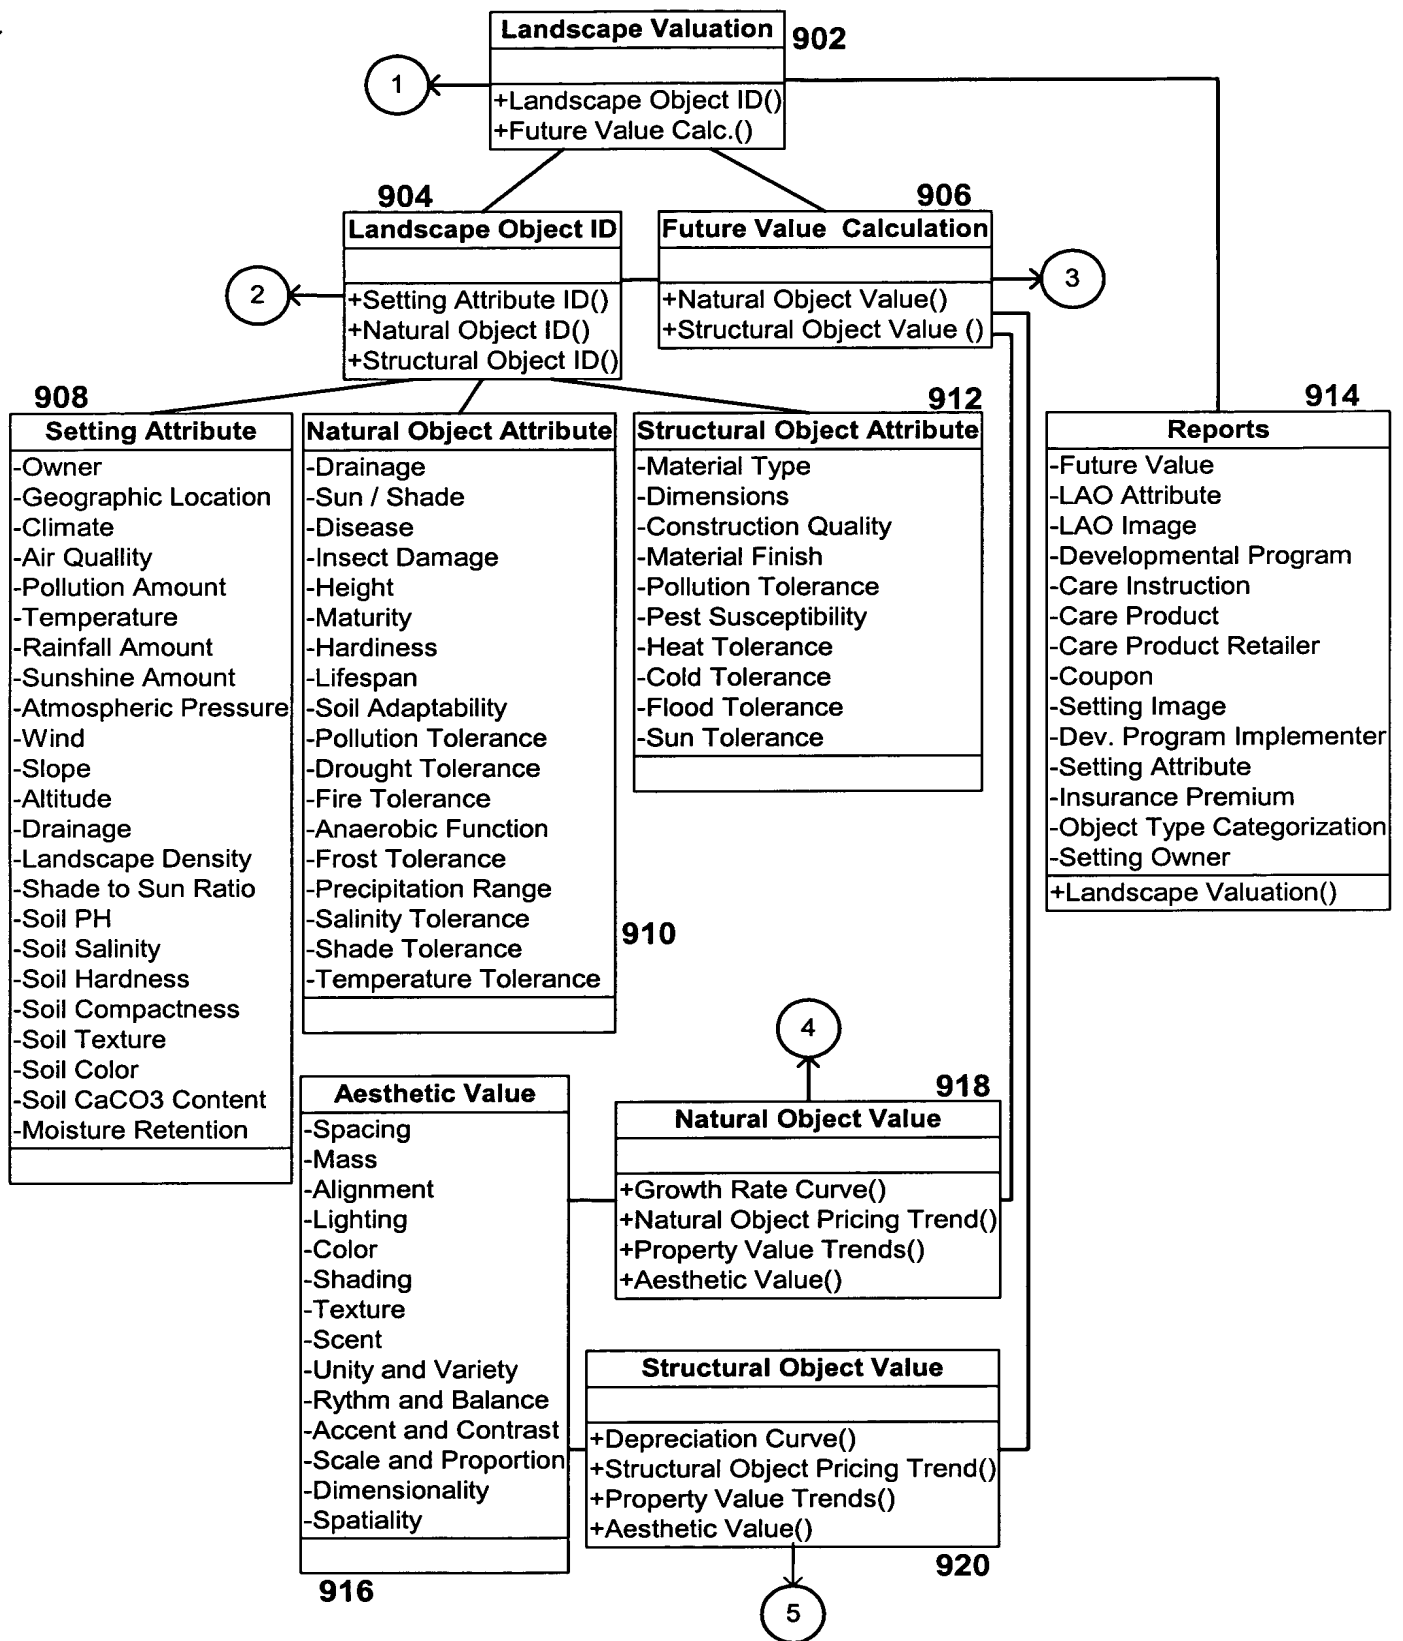 Landscape Valuation
902
1
+Landscape Object ID()
+Future Value Calc.()
904
906
Landscape Object ID
Future Value Calculation
2
3
+Setting Attribute ID()
+Natural Object ID()
+Structural Object ID()
+Natural Object Value()
+Structural Object Value ()
908
Setting Attribute
-Owner
-Geographic Location
-Climate
-Air Quallity
-Pollution Amount
-Temperature
-Rainfall Amount
-Sunshine Amount
-Atmospheric Pressure
-Wind
-Slope
-Altitude
-Drainage
-Landscape Density
-Shade to Sun Ratio
-Soil PH
-Soil Salinity
-Soil Hardness
-Soil Compactness
-Soil Texture
-Soil Color
-Soil CaCO3 Content
-Moisture Retention
Natural Object Attribute
-Drainage
-Sun / Shade
-Disease
-Insect Damage
-Height
-Maturity
-Hardiness
-Lifespan
-Soil Adaptability
-Pollution Tolerance
-Drought Tolerance
-Fire Tolerance
-Anaerobic Function
-Frost Tolerance
-Precipitation Range
-Salinity Tolerance
-Shade Tolerance
-Temperature Tolerance
910
912
Structural Object Attribute
-Material Type
-Dimensions
-Construction Quality
-Material Finish
-Pollution Tolerance
-Pest Susceptibility
-Heat Tolerance
-Cold Tolerance
-Flood Tolerance
-Sun Tolerance
914
Reports
-Future Value
-LAO Attribute
-LAO Image
-Developmental Program
-Care Instruction
-Care Product
-Care Product Retailer
-Coupon
-Setting Image
-Dev. Program Implementer
-Setting Attribute
-Insurance Premium
-Object Type Categorization
-Setting Owner
+Landscape Valuation()
Aesthetic Value
-Spacing
-Mass
-Alignment
-Lighting
-Color
-Shading
-Texture
-Scent
-Unity and Variety
-Rythm and Balance
-Accent and Contrast
-Scale and Proportion
-Dimensionality
-Spatiality
916
4
918
Natural Object Value
+Growth Rate Curve()
+Natural Object Pricing Trend()
+Property Value Trends()
+Aesthetic Value()
Structural Object Value
+Depreciation Curve()
+Structural Object Pricing Trend()
+Property Value Trends()
+Aesthetic Value()
920
5